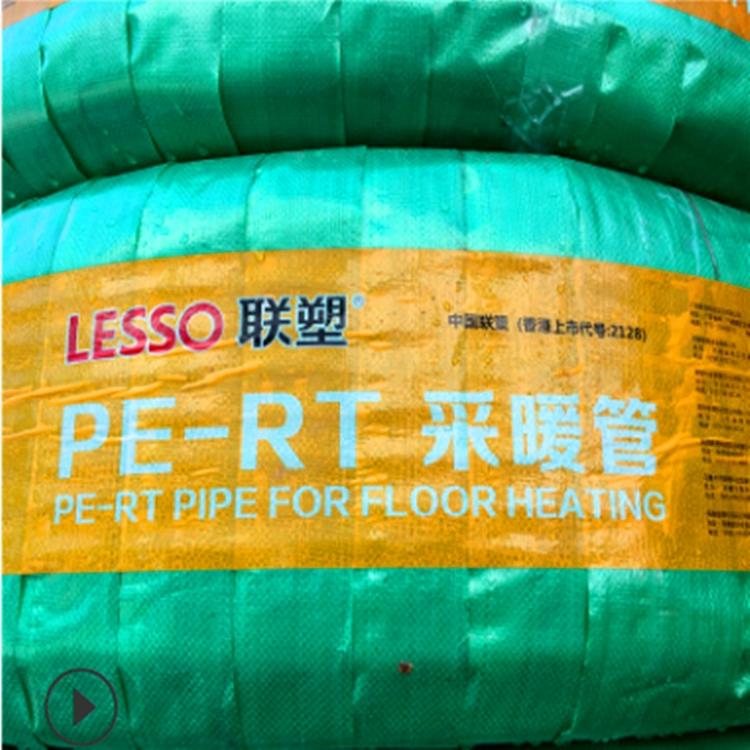 LESSO 联塑®
中国联塑 (香港上市代号:2128)
PE-RT 采暖管
PE-RT PIPE FOR FLOOR HEATING